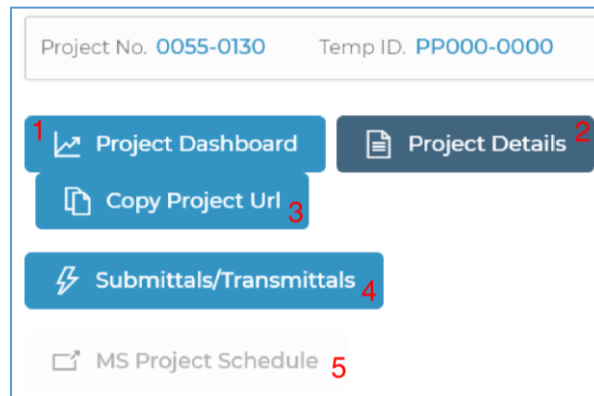 Project No. 0055-0130 Temp ID. PP000-0000
1 Project Dashboard Project Details 2
Copy Project Url 3
Submittals/Transmittals 4
MS Project Schedule 5